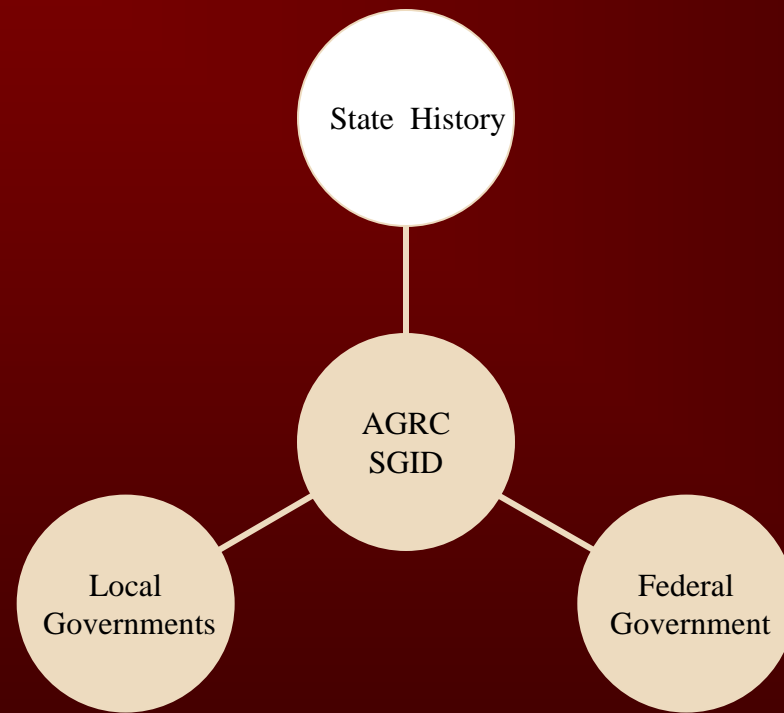 State  History
AGRC
SGID
Local
Governments
Federal
Government